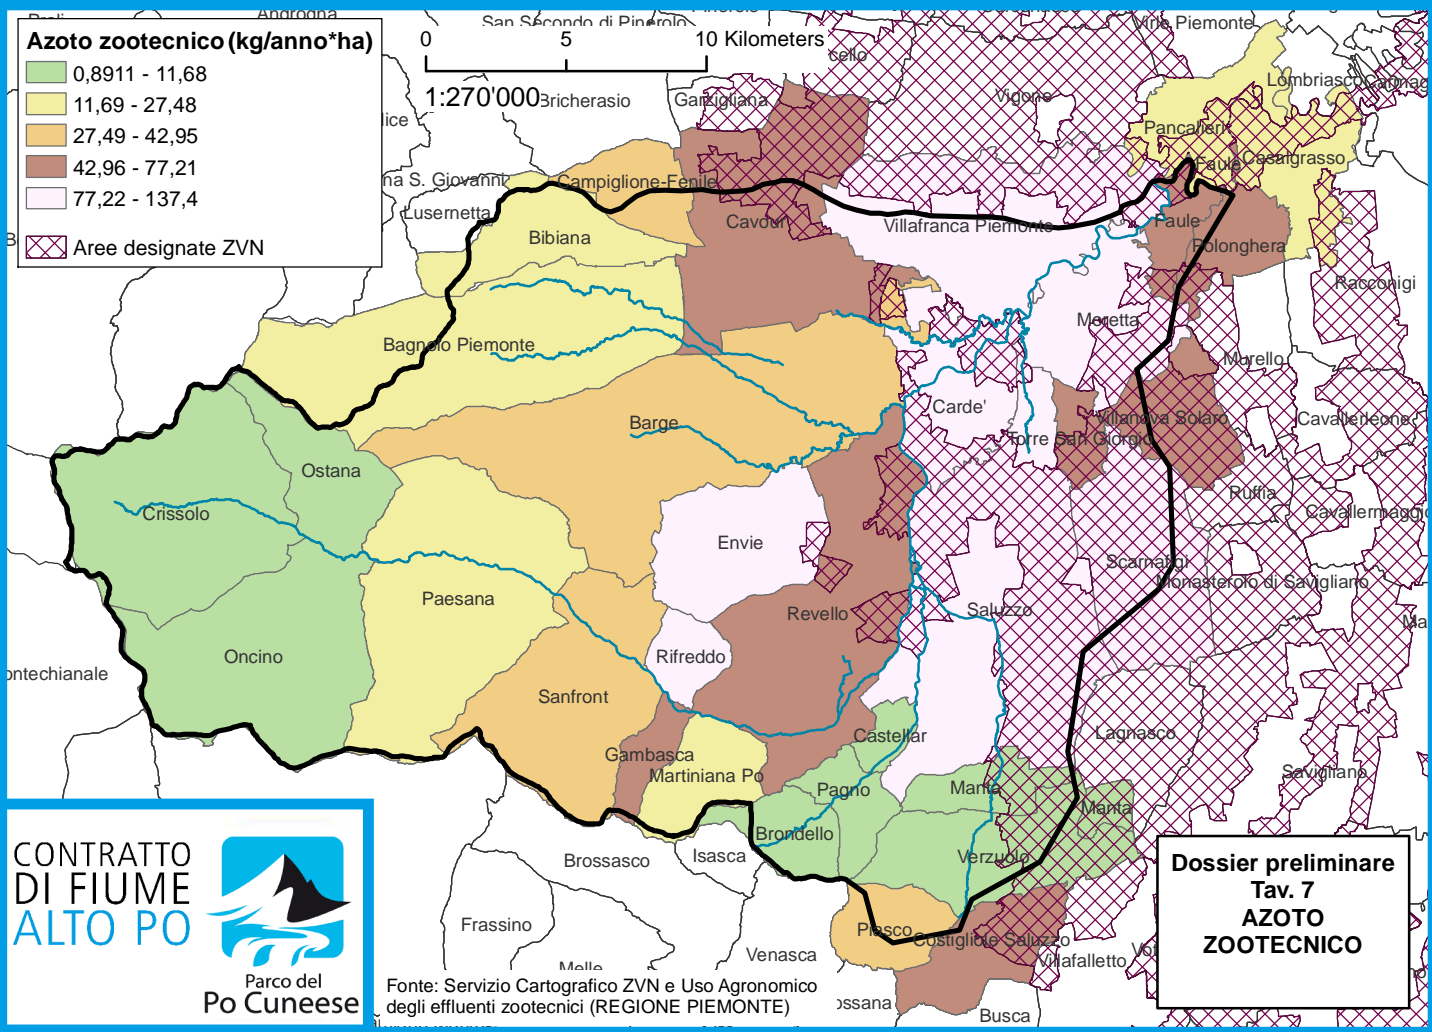 Azoto zootecnico (kg/anno*ha)
0,8911 - 11,68
11,69 - 27,48
27,49 - 42,95
42,96 - 77,21
77,22 - 137,4
Aree designate ZVN
0 5 10 Kilometers
1:270'000
Androgna
San Secondo di Pinerolo
Virle Piemonte
Bricherasio
Garzigliana
Vigone
Lombriasco
Pancalieri
Faule
Casalgrasso
Campiglione-Fenile
Lusernetta
Bibiana
Cavour
Villafranca Piemonte
Faule
Polonghera
Racconigi
Moretta
Bagnolo Piemonte
Murello
Barge
Carde'
Villanova Solaro
Torre San Giorgio
Cavallerleone
Ostana
Crissolo
Ruffia
Envie
Scarnafigi
Monasterolo di Savigliano
Paesana
Revello
Saluzzo
Oncino
Rifreddo
Sanfront
Castellar
Lagnasco
Gambasca
Martiniana Po
Savigliano
Pagno
Manta
Manta
Brondello
Verzuolo
Brossasco
Isasca
Frassino
Piasco
Costigliole Saluzzo
Venasca
Villafalletto
Melle
Busca
CONTRATTO
DI FIUME
ALTO PO
Parco del
Po Cuneese
Fonte: Servizio Cartografico ZVN e Uso Agronomico
degli effluenti zootecnici (REGIONE PIEMONTE)
Dossier preliminare
Tav. 7
AZOTO
ZOOTECNICO